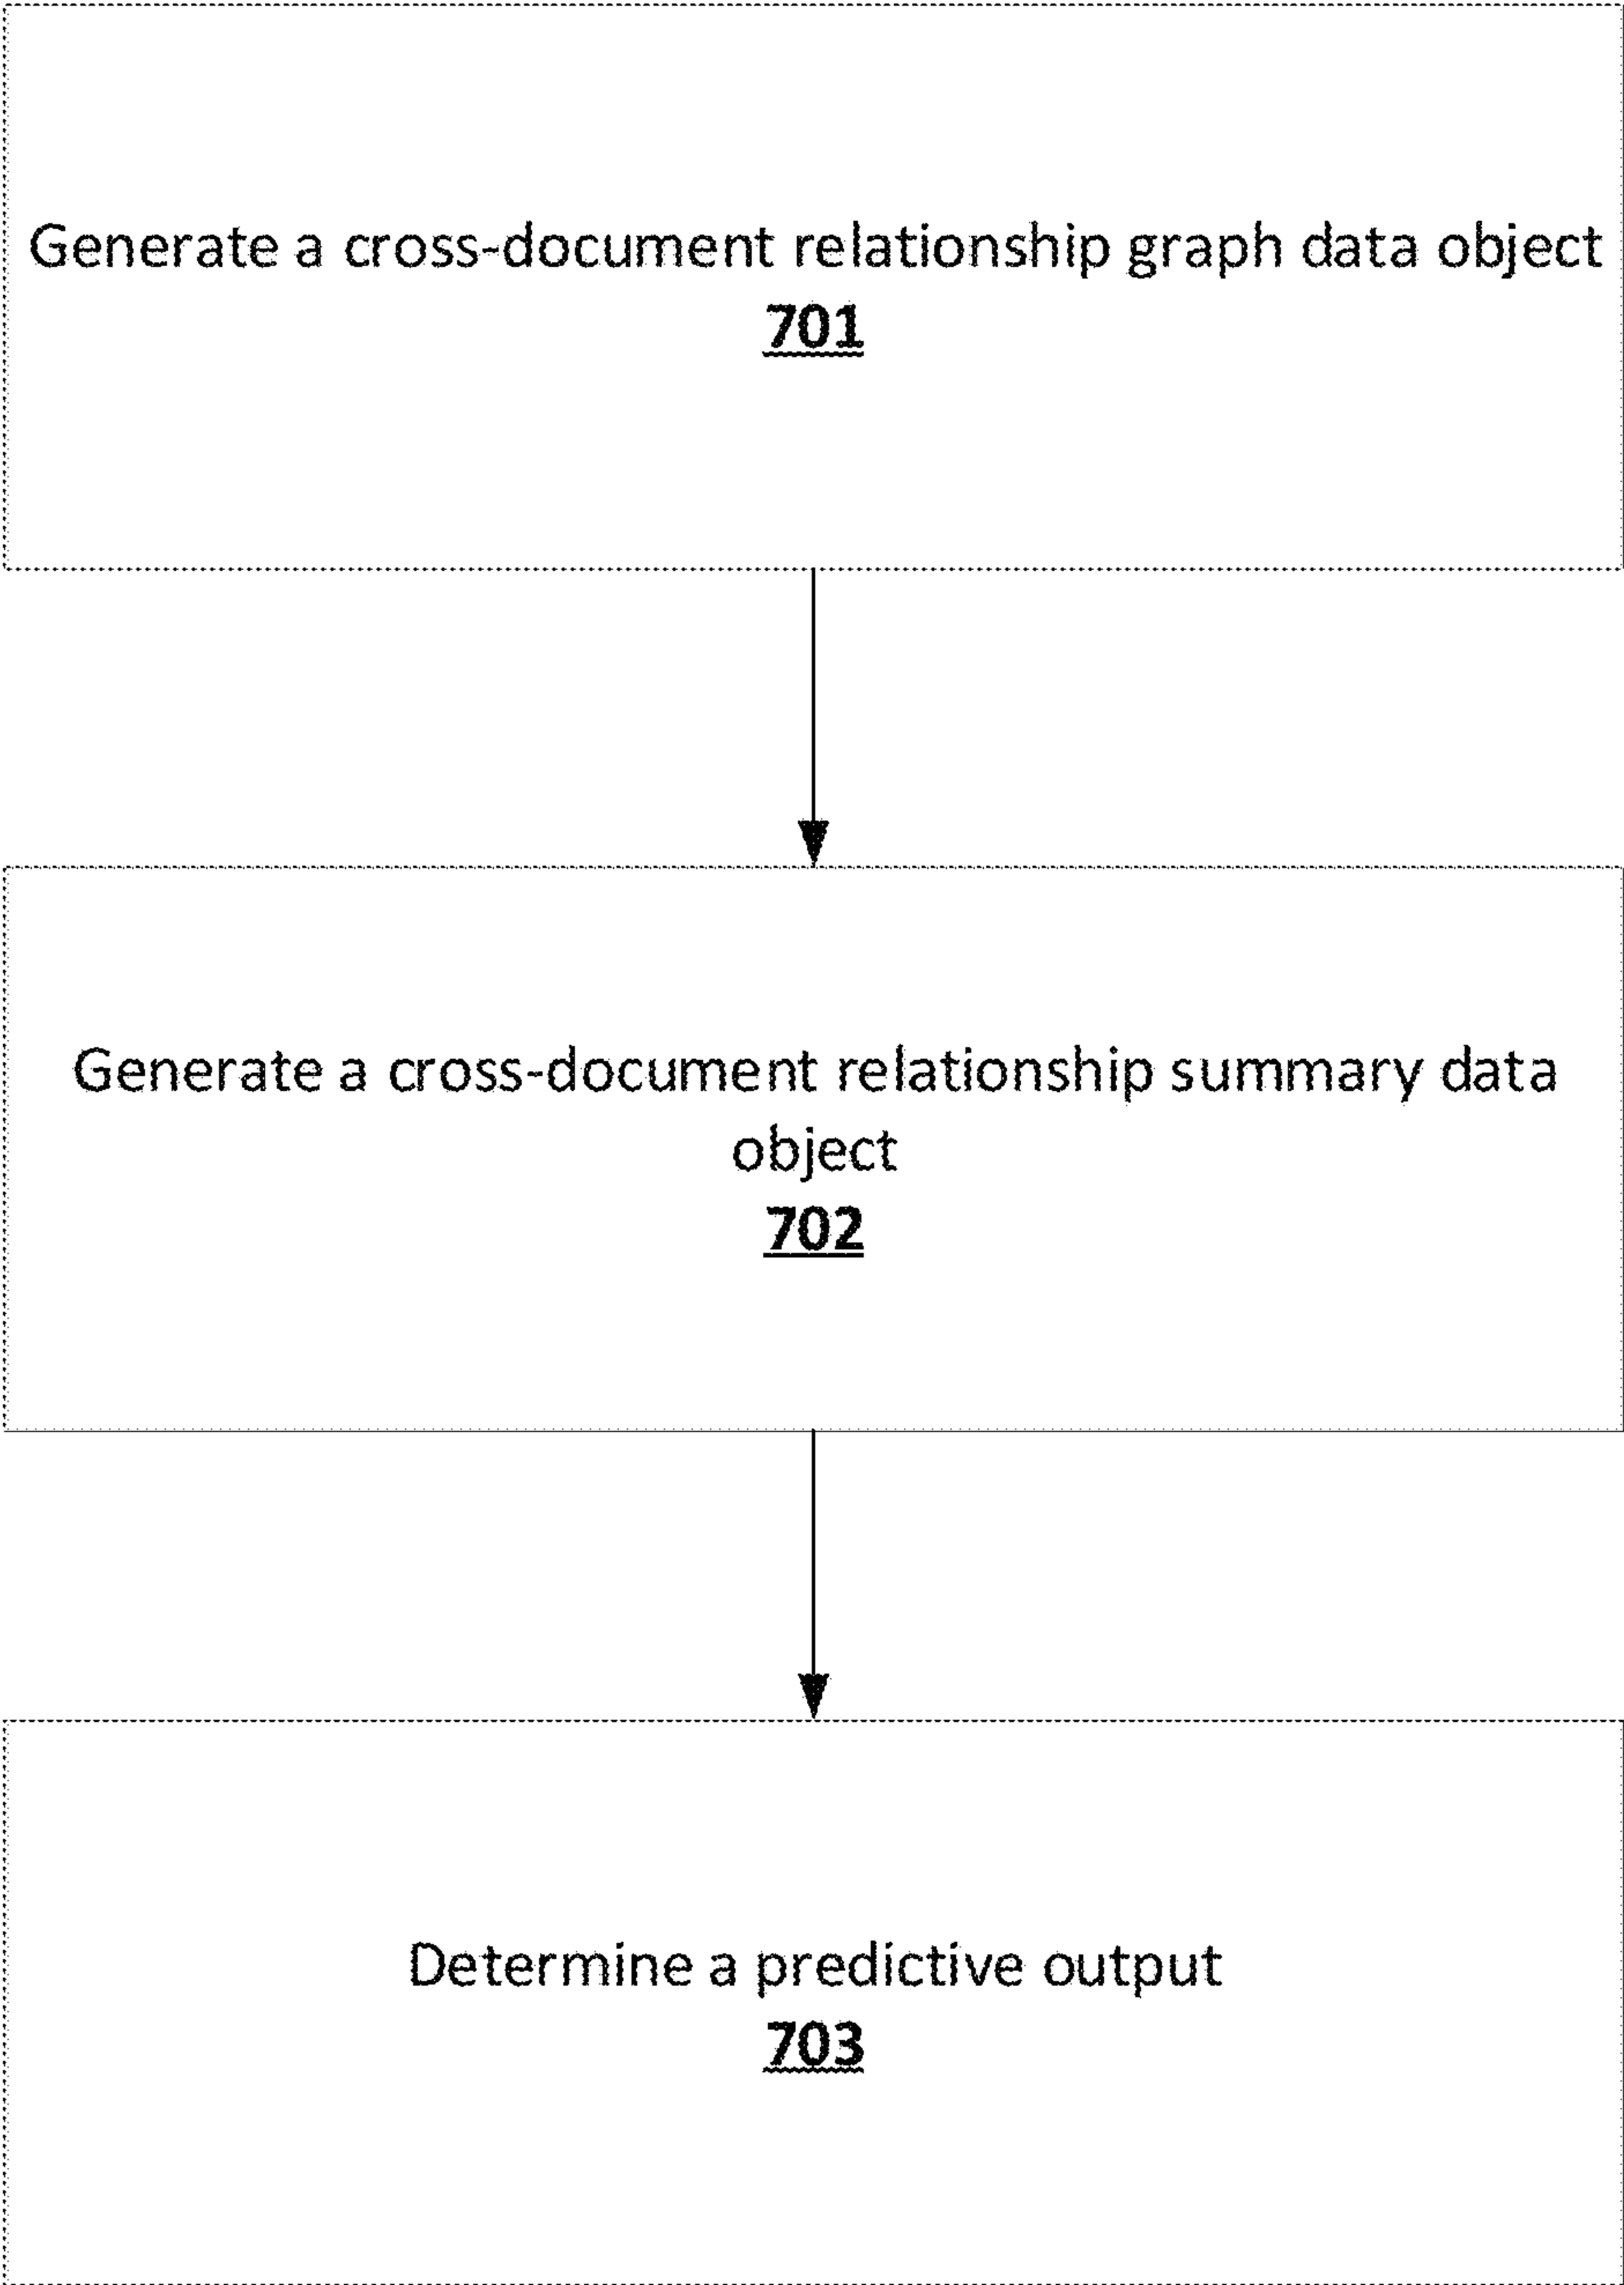 Generate a cross-document relationship graph data object
701
Generate a cross-document relationship summary data
object
702
Determine a predictive output
703